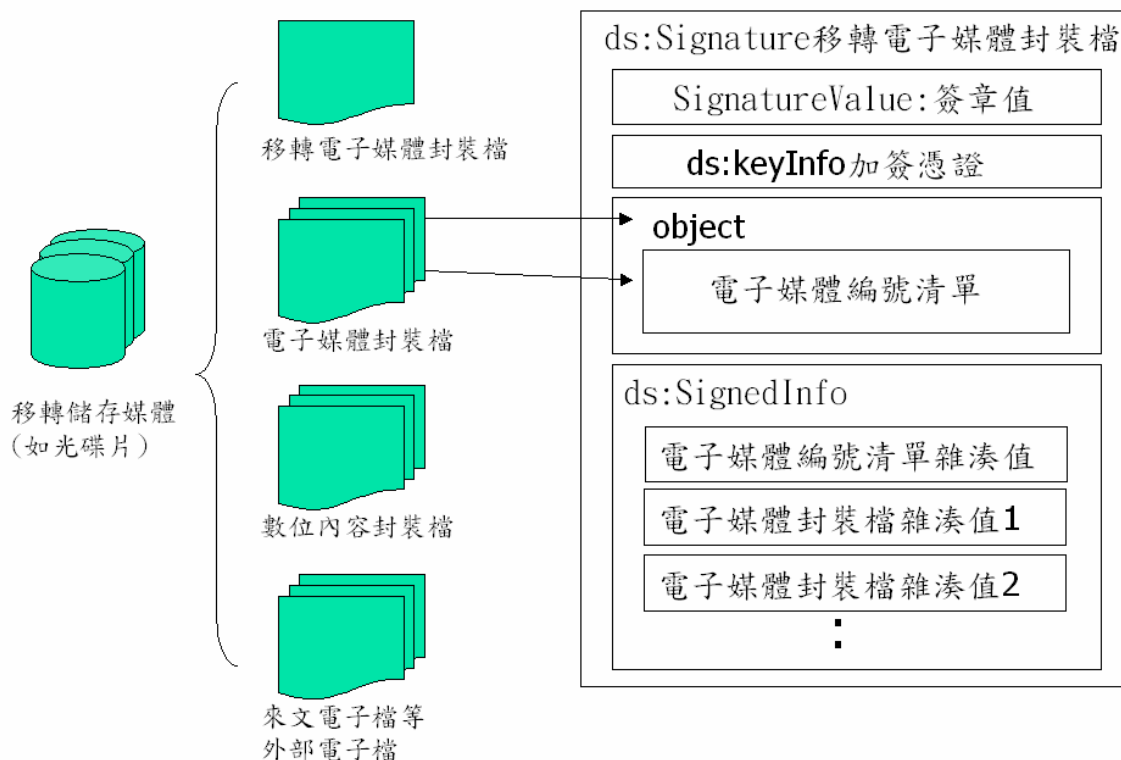 移轉儲存媒體
(如光碟片)
移轉電子媒體封裝檔
電子媒體封裝檔
數位內容封裝檔
來文電子檔等
外部電子檔
ds:Signature移轉電子媒體封裝檔
SignatureValue:簽章值
ds:keyInfo加簽憑證
object
電子媒體編號清單
ds:SignedInfo
電子媒體編號清單雜湊值
電子媒體封裝檔雜湊值1
電子媒體封裝檔雜湊值2
: